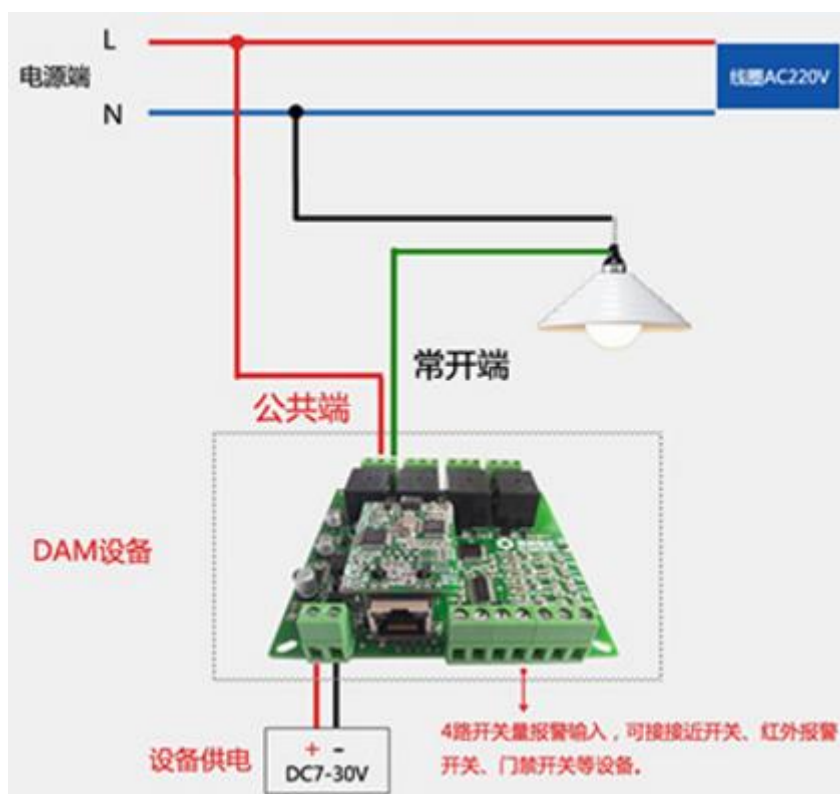 L
电源端
N
线圈AC220V
常开端
公共端
DAM设备
设备供电
+ -
DC7-30V
4路开关量报警输入，可接接近开关、红外报警
开关、门禁开关等设备。